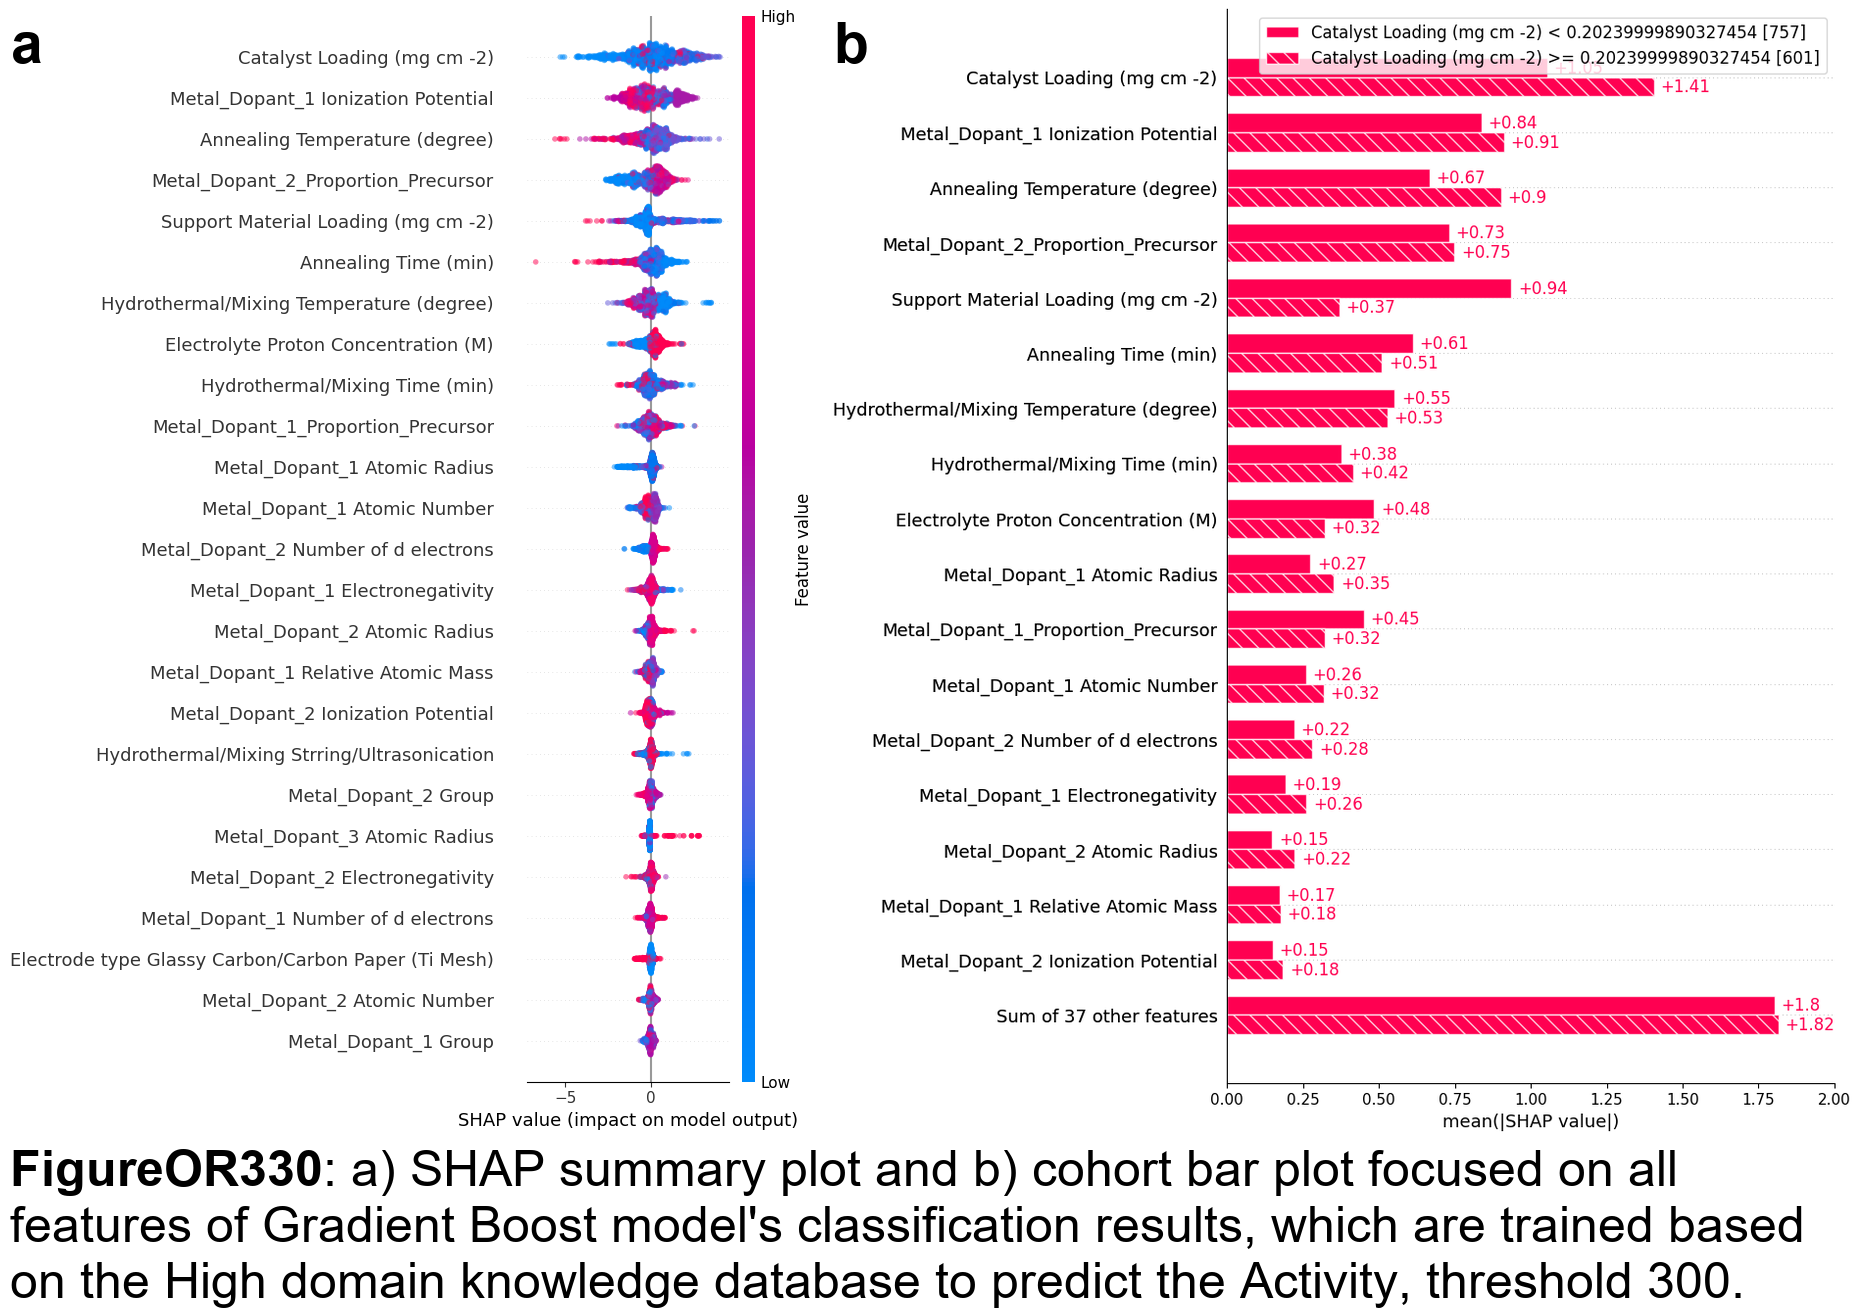 a
High
Catalyst Loading (mg cm -2)
Metal_Dopant_1 Ionization Potential
Annealing Temperature (degree)
Metal_Dopant_2_Proportion_Precursor
Support Material Loading (mg cm -2)
Annealing Time (min)
Hydrothermal/Mixing Temperature (degree)
Electrolyte Proton Concentration (M)
Hydrothermal/Mixing Time (min)
Metal_Dopant_1_Proportion_Precursor
Metal_Dopant_1 Atomic Radius
Metal_Dopant_1 Atomic Number
Metal_Dopant_2 Number of d electrons
Metal_Dopant_1 Electronegativity
Metal_Dopant_2 Atomic Radius
Metal_Dopant_1 Relative Atomic Mass
Metal_Dopant_2 Ionization Potential
Hydrothermal/Mixing Strring/Ultrasonication
Metal_Dopant_2 Group
Metal_Dopant_3 Atomic Radius
Metal_Dopant_2 Electronegativity
Metal_Dopant_1 Number of d electrons
Electrode type Glassy Carbon/Carbon Paper (Ti Mesh)
Metal_Dopant_2 Atomic Number
Metal_Dopant_1 Group
Low
Feature value
−5 0
SHAP value (impact on model output)
b
Catalyst Loading (mg cm -2) < 0.20239999890327454 [757]
Catalyst Loading (mg cm -2) >= 0.20239999890327454 [601]
Catalyst Loading (mg cm -2) +1.05
+1.41
Metal_Dopant_1 Ionization Potential +0.84
+0.91
Annealing Temperature (degree) +0.67
+0.9
Metal_Dopant_2_Proportion_Precursor +0.73
+0.75
Support Material Loading (mg cm -2) +0.94
+0.37
Annealing Time (min) +0.61
+0.51
Hydrothermal/Mixing Temperature (degree) +0.55
+0.53
Hydrothermal/Mixing Time (min) +0.38
+0.42
Electrolyte Proton Concentration (M) +0.48
+0.32
Metal_Dopant_1 Atomic Radius +0.27
+0.35
Metal_Dopant_1_Proportion_Precursor +0.45
+0.32
Metal_Dopant_1 Atomic Number +0.26
+0.32
Metal_Dopant_2 Number of d electrons +0.22
+0.28
Metal_Dopant_1 Electronegativity +0.19
+0.26
Metal_Dopant_2 Atomic Radius +0.15
+0.22
Metal_Dopant_1 Relative Atomic Mass +0.17
+0.18
Metal_Dopant_2 Ionization Potential +0.15
+0.18
Sum of 37 other features +1.8
+1.82
0.00 0.25 0.50 0.75 1.00 1.25 1.50 1.75 2.00
mean(|SHAP value|)
FigureOR330: a) SHAP summary plot and b) cohort bar plot focused on all
features of Gradient Boost model's classification results, which are trained based
on the High domain knowledge database to predict the Activity, threshold 300.